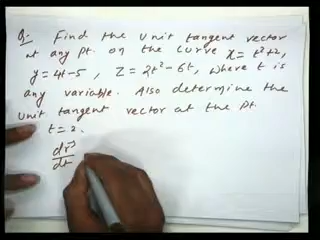 Q:- Find the unit tangent vector
at any pt. on the curve x = t²+2,
y = 4t-5, z = 2t²-6t, where t is
any variable. Also determine the
unit tangent vector at the pt.
t = 2.
dr⃗
dt